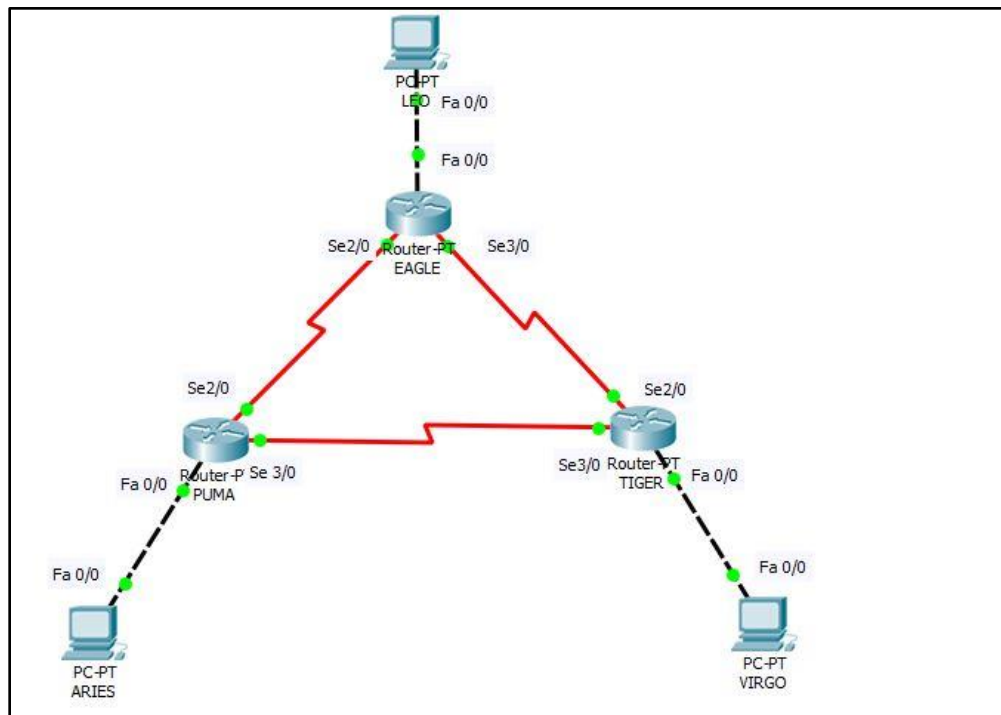 PC-PT
LEO
Fa 0/0
Fa 0/0
Se2/0
Router-PT
EAGLE
Se3/0
Se2/0
Se2/0
Router-P
PUMA
Se 3/0
Se3/0
Router-PT
TIGER
Fa 0/0
Fa 0/0
Fa 0/0
Fa 0/0
PC-PT
ARIES
PC-PT
VIRGO